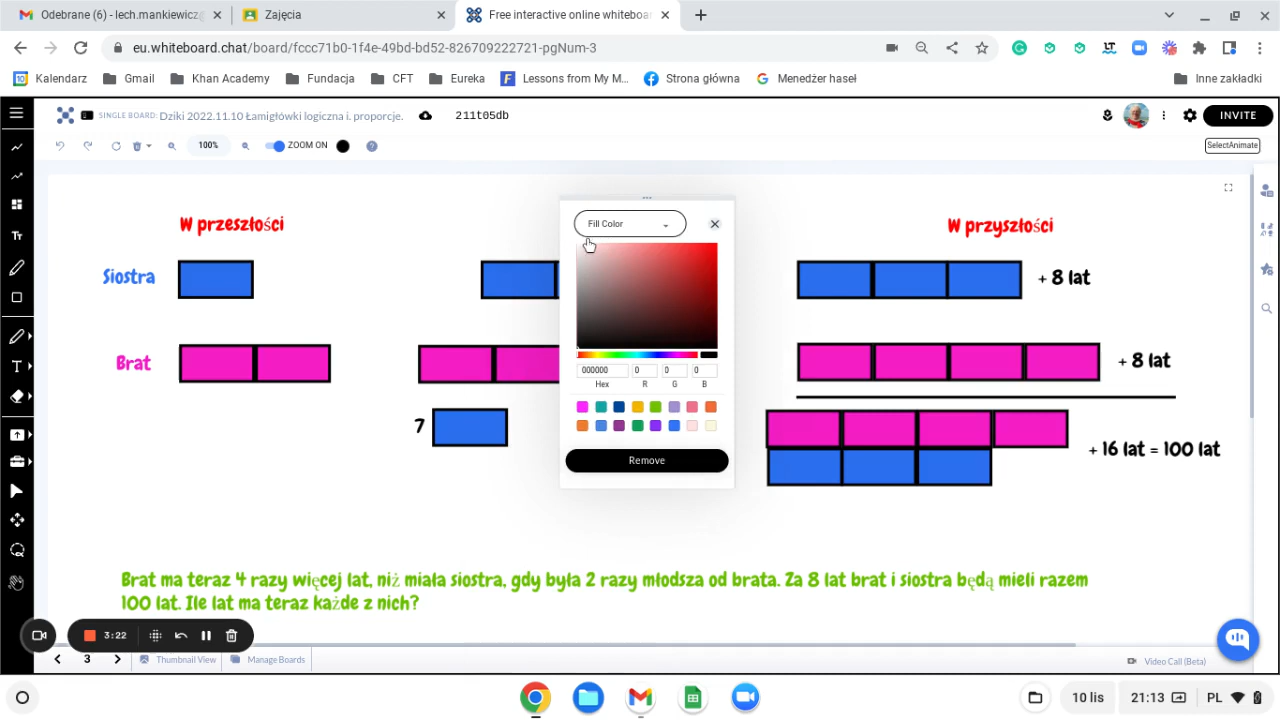 Odebrane (6) - lech.mankiewicz@
Zajęcia
Free interactive online whiteboa
eu.whiteboard.chat/board/fccc71b0-1f4e-49bd-bd52-826709222721-pgNum-3
Kalendarz
Gmail
Khan Academy
Fundacja
CFT
Eureka
Lessons from My M...
Strona główna
Menedżer haseł
Inne zakładki
SINGLE BOARD: Dziki 2022.11.10 Łamigłówki logiczna i. proporcje.
211t05db
INVITE
100%
ZOOM ON
SelectAnimate
W przeszłości
W przyszłości
Fill Color
Siostra
+ 8 lat
Brat
+ 8 lat
000000 0 0 0
Hex R G B
7
+ 16 lat = 100 lat
Remove
Brat ma teraz 4 razy więcej lat, niż miała siostra, gdy była 2 razy młodsza od brata. Za 8 lat brat i siostra będą mieli razem
100 lat. Ile lat ma teraz każde z nich?
3:22
3
Thumbnail View
Manage Boards
Video Call (Beta)
10 lis
21:13
PL